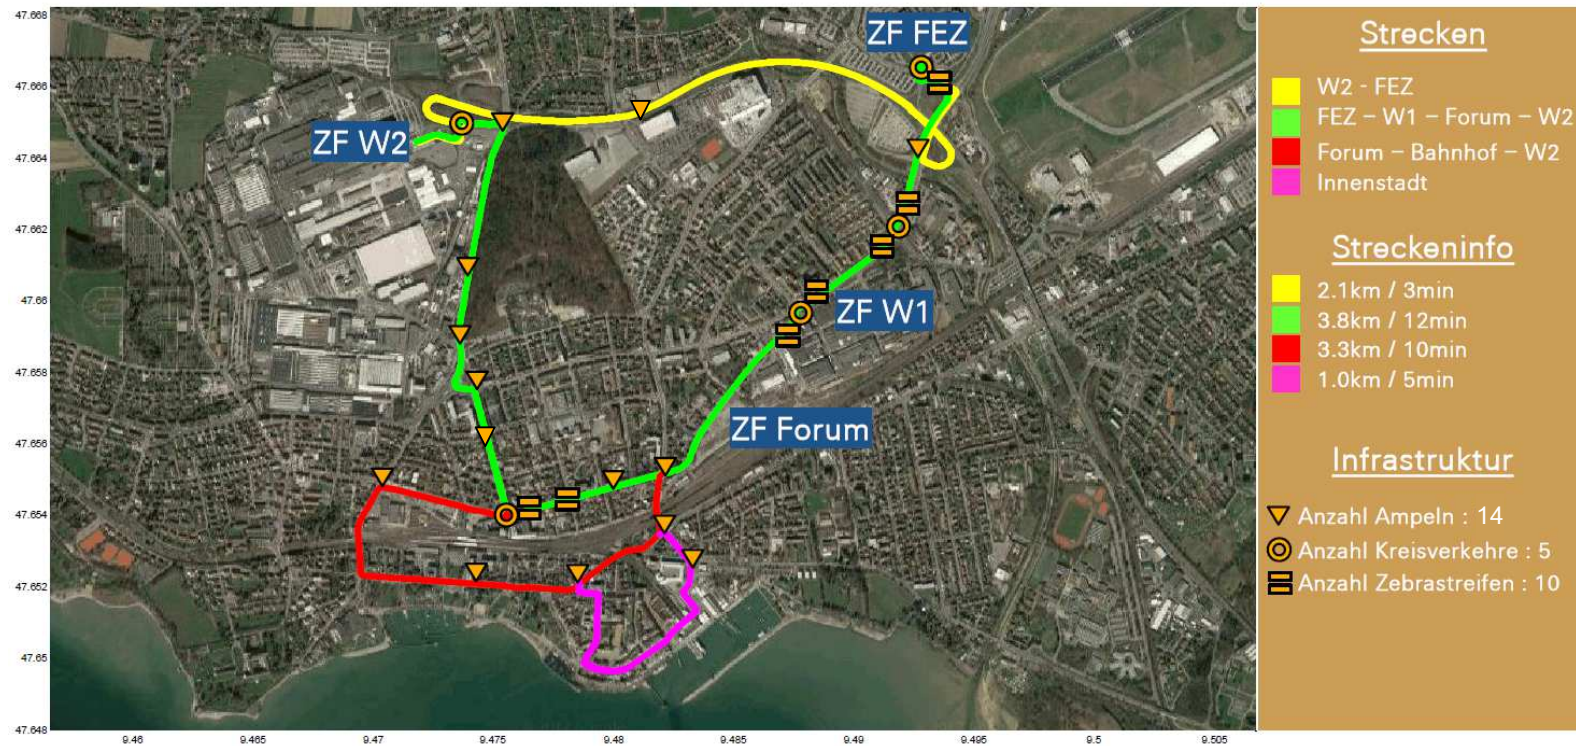 47.668
47.666
47.664
47.662
47.66
47.658
47.656
47.654
47.652
47.65
47.648
9.46
9.465
9.47
9.475
9.48
9.485
9.49
9.495
9.5
9.505
ZF FEZ
ZF W2
ZF W1
ZF Forum
Strecken
W2 - FEZ
FEZ – W1 – Forum – W2
Forum – Bahnhof – W2
Innenstadt
Streckeninfo
2.1km / 3min
3.8km / 12min
3.3km / 10min
1.0km / 5min
Infrastruktur
Anzahl Ampeln : 14
Anzahl Kreisverkehre : 5
Anzahl Zebrastreifen : 10